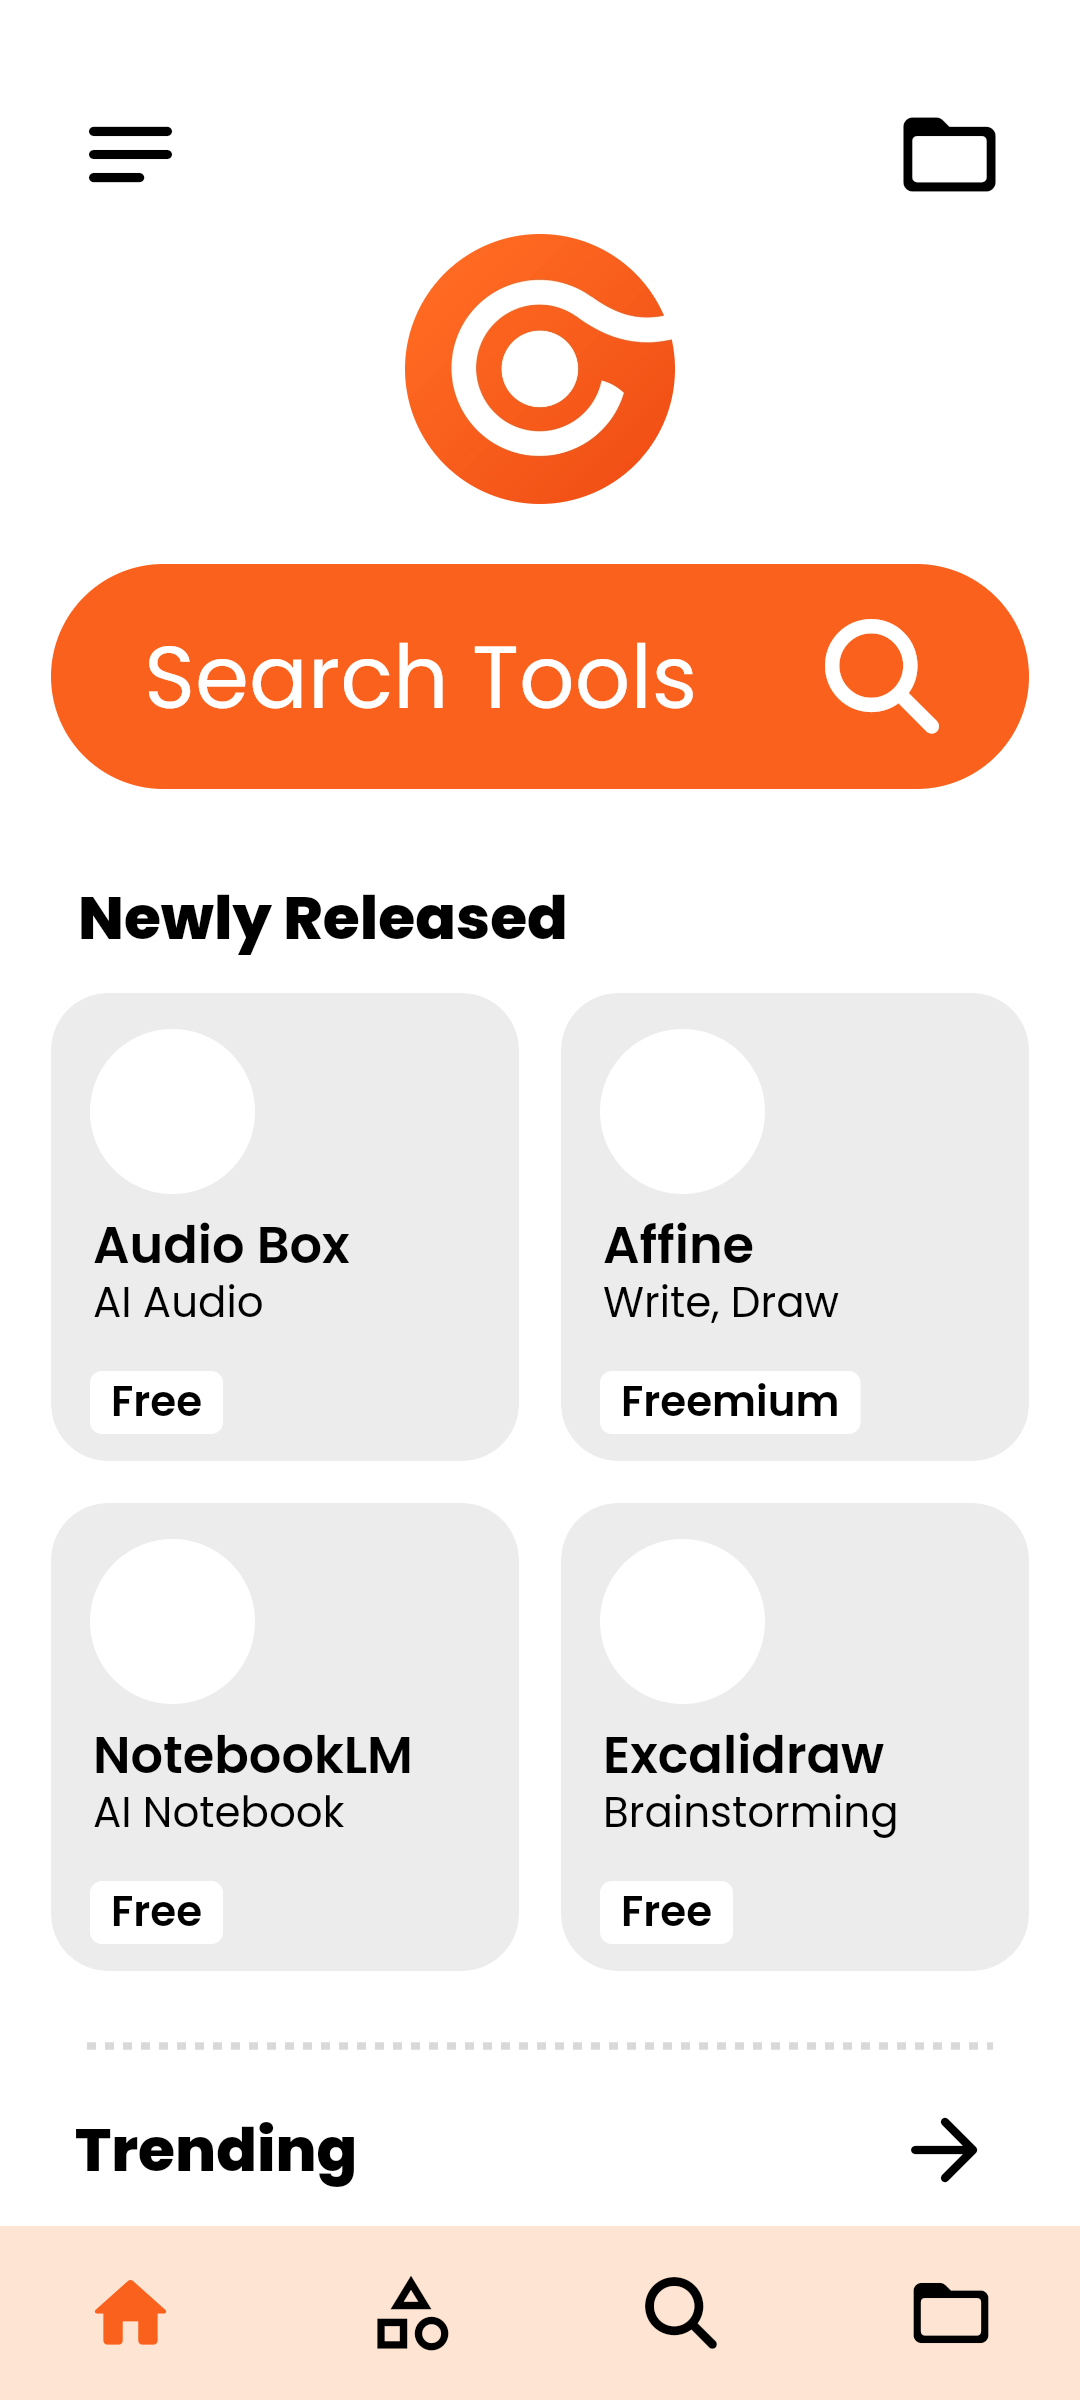 Search Tools
Newly Released
Audio Box
AI Audio
Free
Affine
Write, Draw
Freemium
NotebookLM
AI Notebook
Free
Excalidraw
Brainstorming
Free
Trending